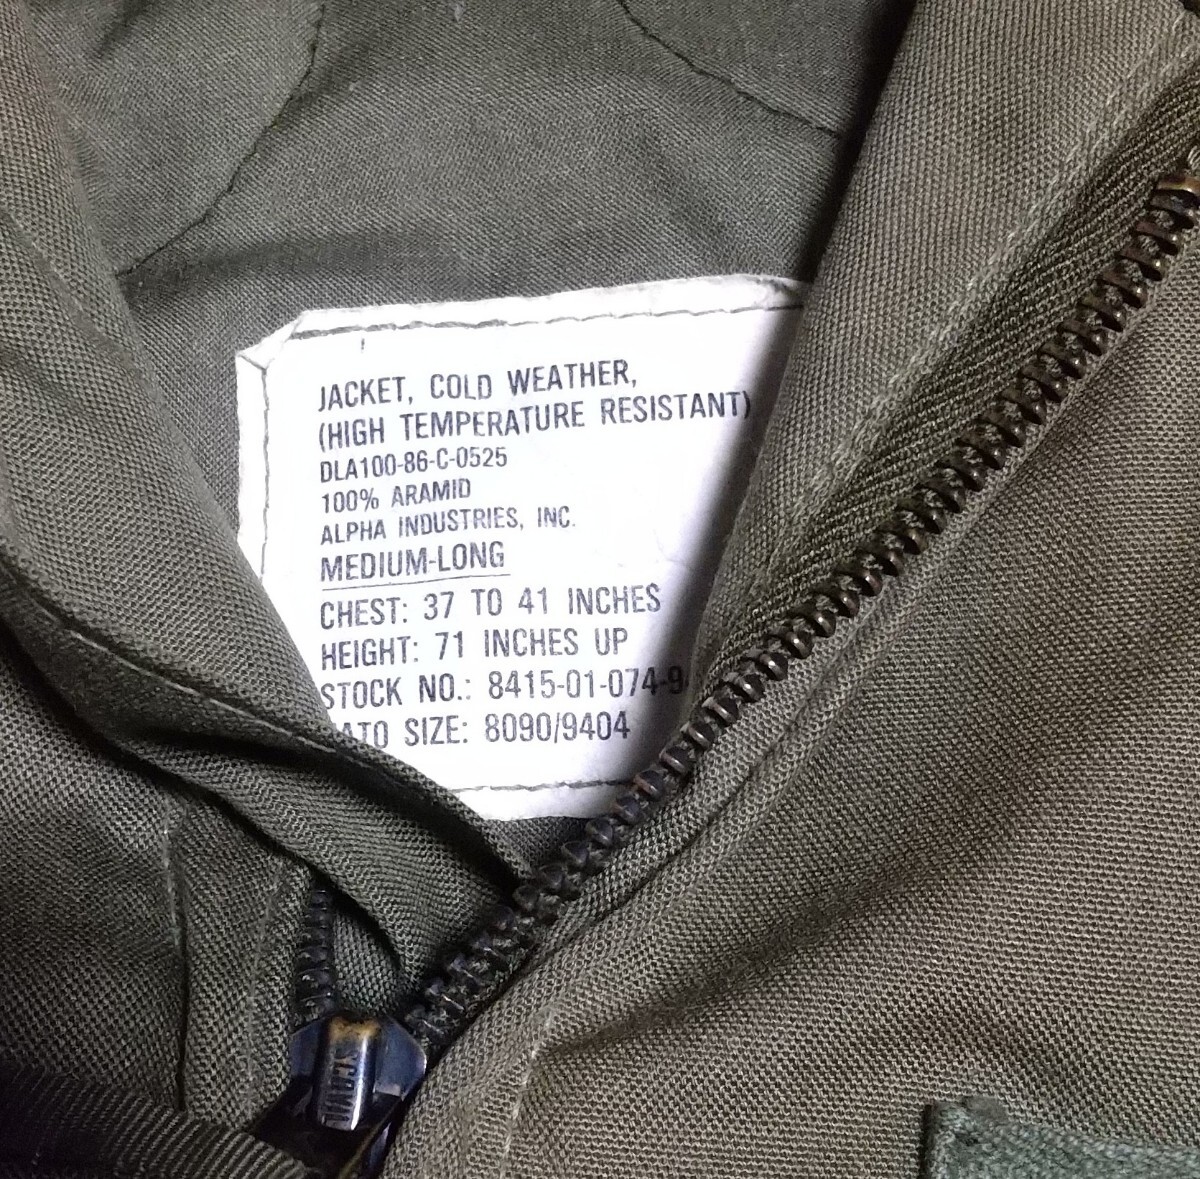 JACKET, COLD WEATHER,
(HIGH TEMPERATURE RESISTANT)
DLA100-86-C-0525
100% ARAMID
ALPHA INDUSTRIES, INC.
MEDIUM-LONG
CHEST: 37 TO 41 INCHES
HEIGHT: 71 INCHES UP
STOCK NO.: 8415-01-074-9
SIZE: 8090/9404
SCOVILL